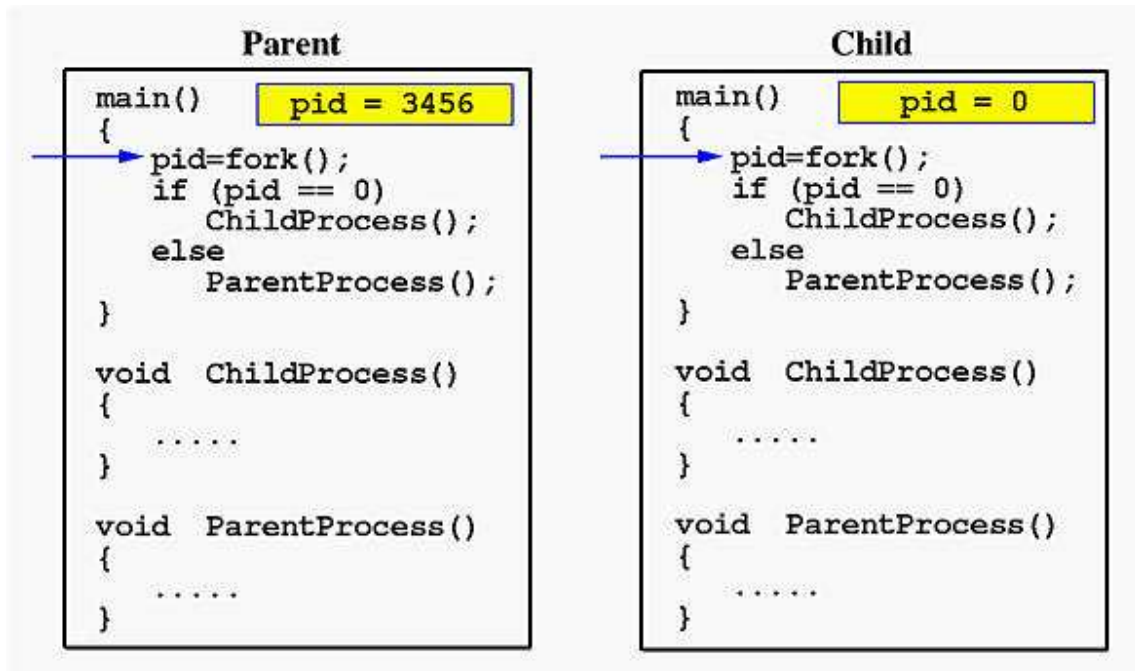 Parent
main()
pid = 3456
{
pid=fork();
if (pid == 0)
ChildProcess();
else
ParentProcess();
}
void ChildProcess()
{
.....
}
void ParentProcess()
{
.....
}
Child
main()
pid = 0
{
pid=fork();
if (pid == 0)
ChildProcess();
else
ParentProcess();
}
void ChildProcess()
{
.....
}
void ParentProcess()
{
.....
}